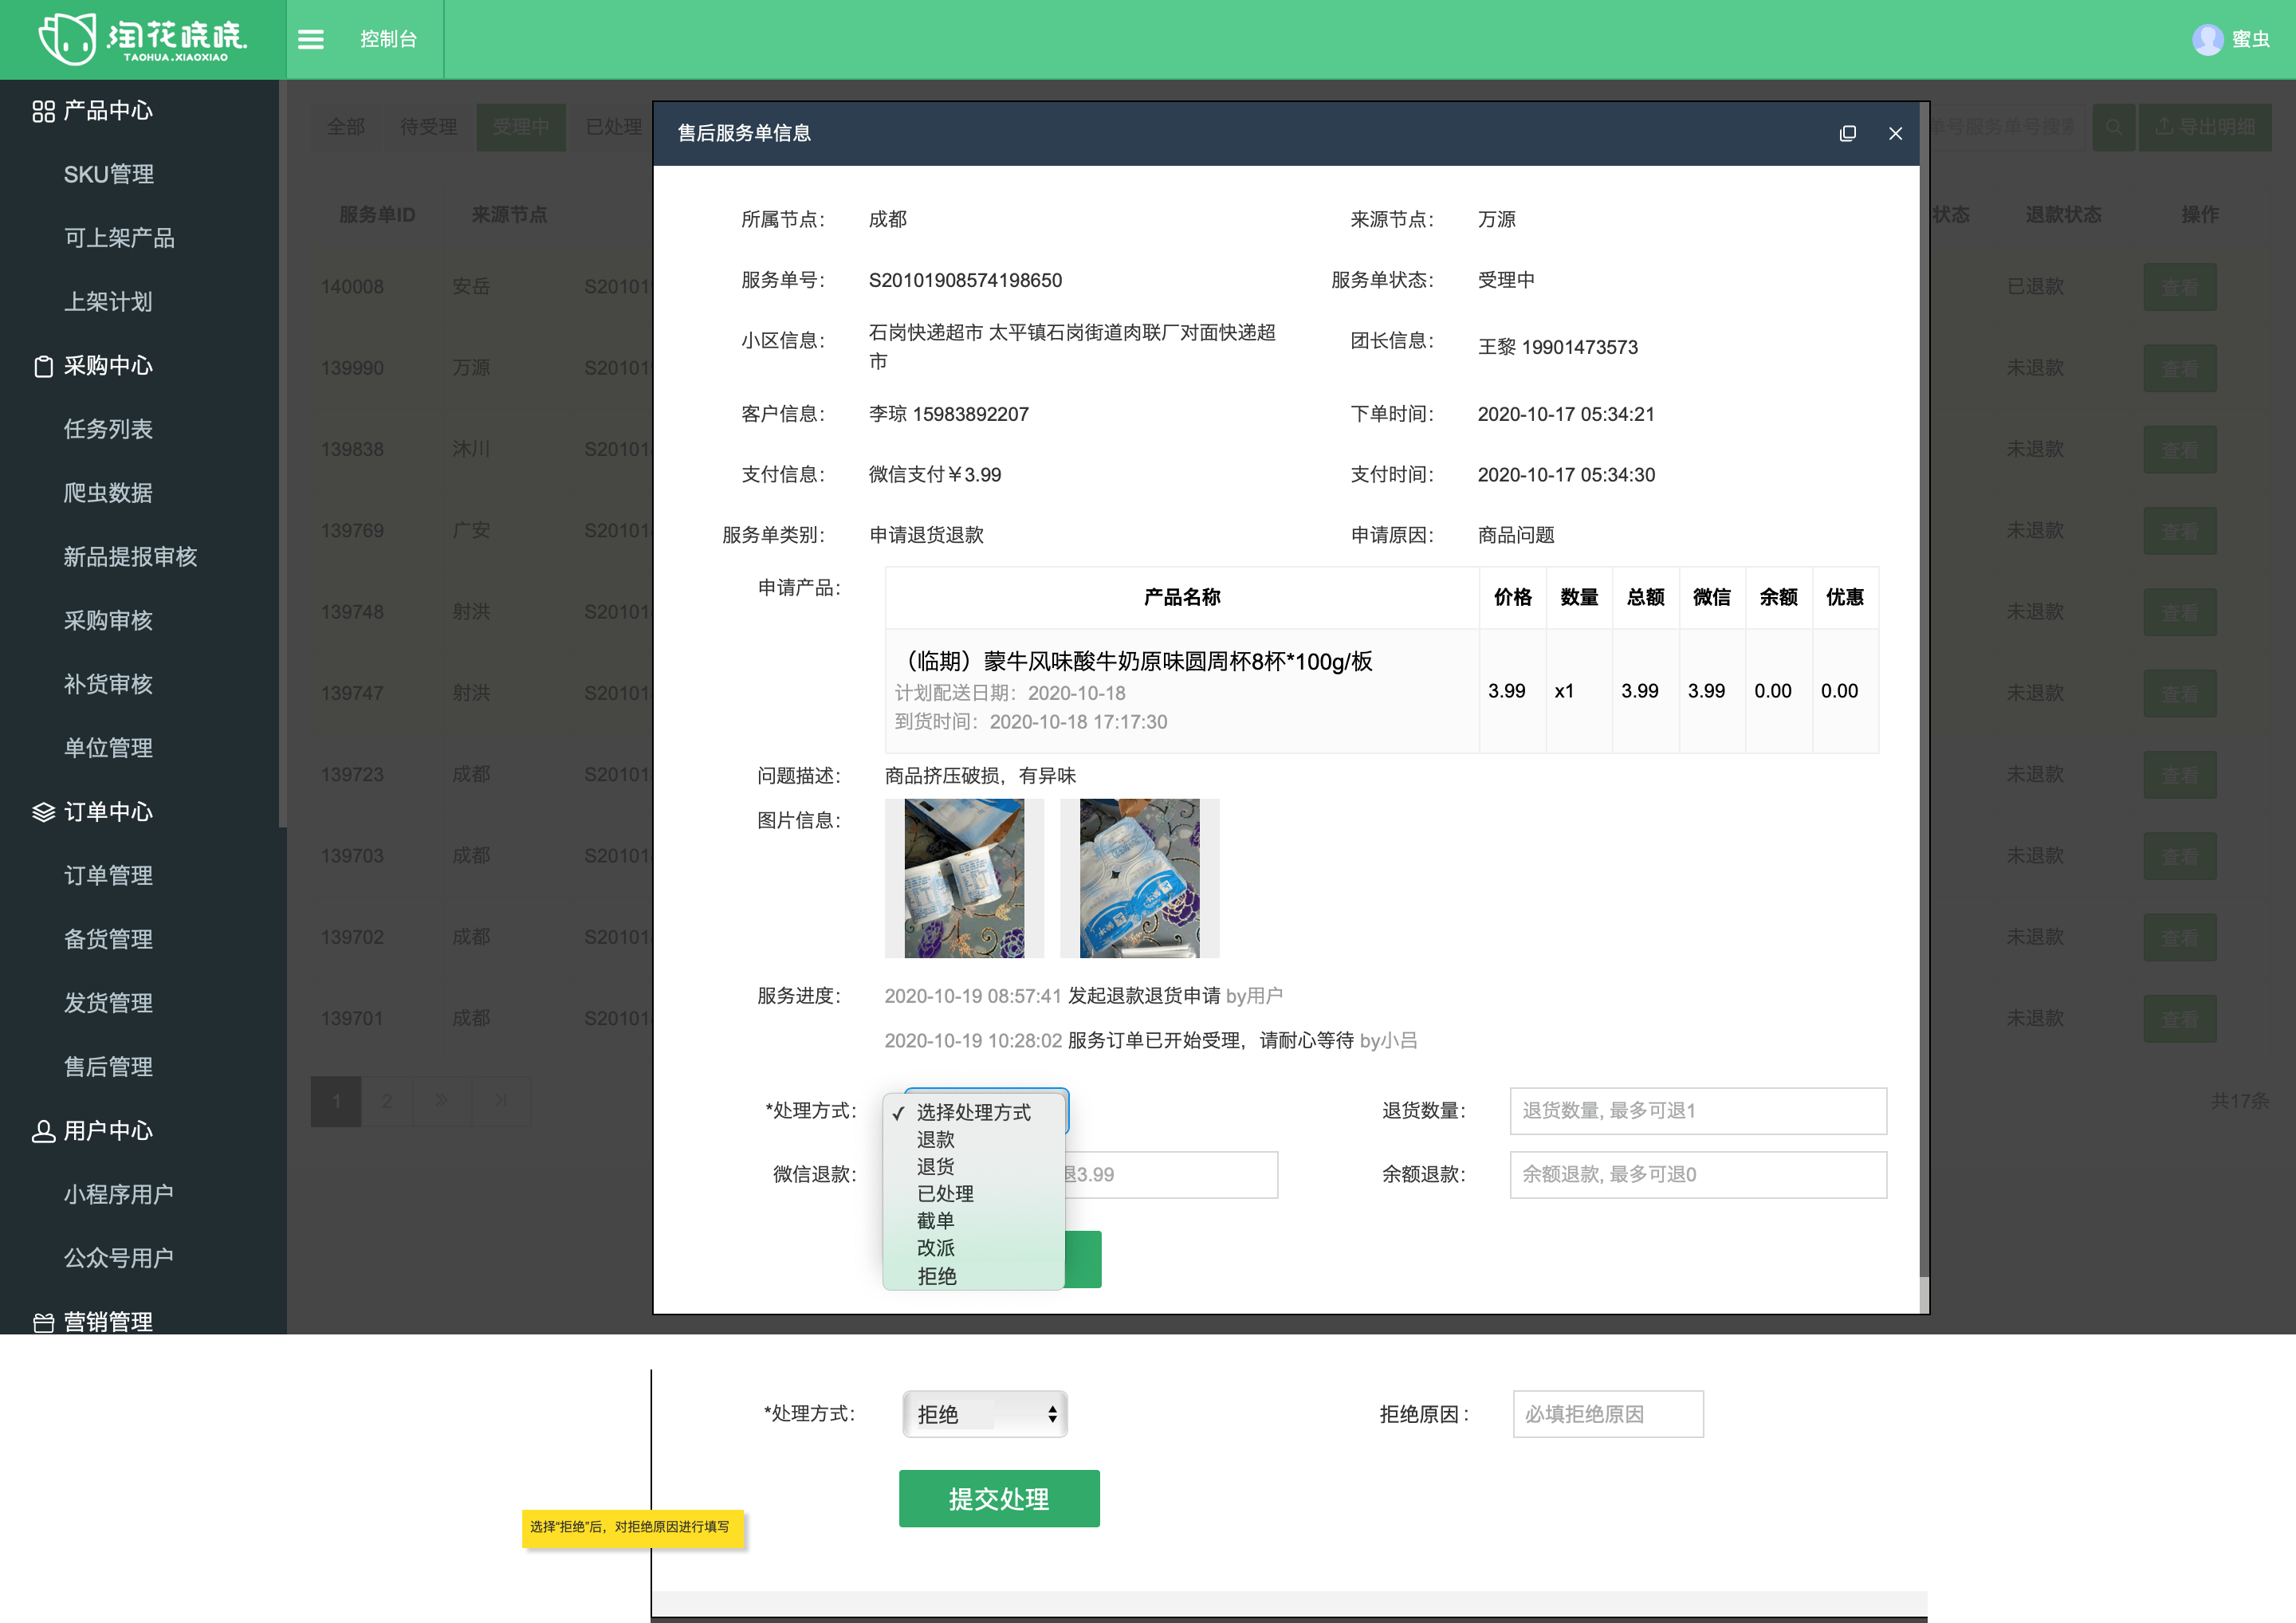 淘花晓晓.
TAOHUA.XIAOXIAO
控制台
蜜虫
产品中心
SKU管理
可上架产品
上架计划
采购中心
任务列表
爬虫数据
新品提报审核
采购审核
补货审核
单位管理
订单中心
订单管理
备货管理
发货管理
售后管理
用户中心
小程序用户
公众号用户
营销管理
全部 待受理 受理中 已处理
单号服务单号搜 导出明细
服务单ID 来源节点 状态 退款状态 操作
140008 安岳 S20101 已退款 查看
139990 万源 S2010 未退款 查看
139838 沐川 S20101 未退款 查看
139769 广安 S20101 未退款 查看
139748 射洪 S20101 未退款 查看
139747 射洪 S20101 未退款 查看
139723 成都 S20101 未退款 查看
139703 成都 S20101 未退款 查看
139702 成都 S20101 未退款 查看
139701 成都 S20101 未退款 查看
1 2
共17条
售后服务单信息
所属节点： 成都 来源节点： 万源
服务单号： S20101908574198650 服务单状态： 受理中
小区信息： 石岗快递超市 太平镇石岗街道肉联厂对面快递超
市
团长信息： 王黎 19901473573
客户信息： 李琼 15983892207 下单时间： 2020-10-17 05:34:21
支付信息： 微信支付￥3.99 支付时间： 2020-10-17 05:34:30
服务单类别： 申请退货退款 申请原因： 商品问题
申请产品：
产品名称 价格 数量 总额 微信 余额 优惠
（临期）蒙牛风味酸牛奶原味圆周杯8杯*100g/板
计划配送日期：2020-10-18
到货时间：2020-10-18 17:17:30
3.99 x1 3.99 3.99 0.00 0.00
问题描述： 商品挤压破损，有异味
图片信息：
服务进度： 2020-10-19 08:57:41 发起退款退货申请 by用户
2020-10-19 10:28:02 服务订单已开始受理，请耐心等待 by小吕
*处理方式： ✓ 选择处理方式
退款
退货
已处理
截单
改派
拒绝
退货数量： 退货数量, 最多可退1
微信退款： 退3.99 余额退款： 余额退款, 最多可退0
*处理方式： 拒绝 拒绝原因： 必填拒绝原因
提交处理
选择“拒绝”后，对拒绝原因进行填写